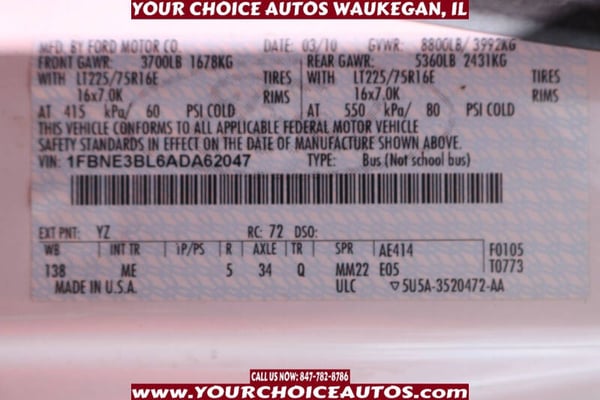 YOUR CHOICE AUTOS WAUKEGAN, IL
MFD. BY FORD MOTOR CO. DATE: 03/10 GVWR: 8800LB/ 3992KG
FRONT GAWR: 3700LB 1678KG REAR GAWR: 5360LB 2431KG
WITH LT225/75R16E TIRES WITH LT225/75R16E TIRES
16x7.0K RIMS 16x7.0K RIMS
AT 415 kPa/ 60 PSI COLD AT 550 kPa/ 80 PSI COLD
THIS VEHICLE CONFORMS TO ALL APPLICABLE FEDERAL MOTOR VEHICLE
SAFETY STANDARDS IN EFFECT ON THE DATE OF MANUFACTURE SHOWN ABOVE.
VIN: 1FBNE3BL6ADA62047 TYPE: Bus (Not school bus)
EXT PNT: YZ RC: 72 DSO:
WB INT TR TP/PS R AXLE TR SPR AE414 F0105
138 ME 5 34 Q MM22 E05 T0773
MADE IN U.S.A. ULC ▽5U5A-3520472-AA
CALL US NOW: 847-782-8786
WWW.YOURCHOICEAUTOS.COM